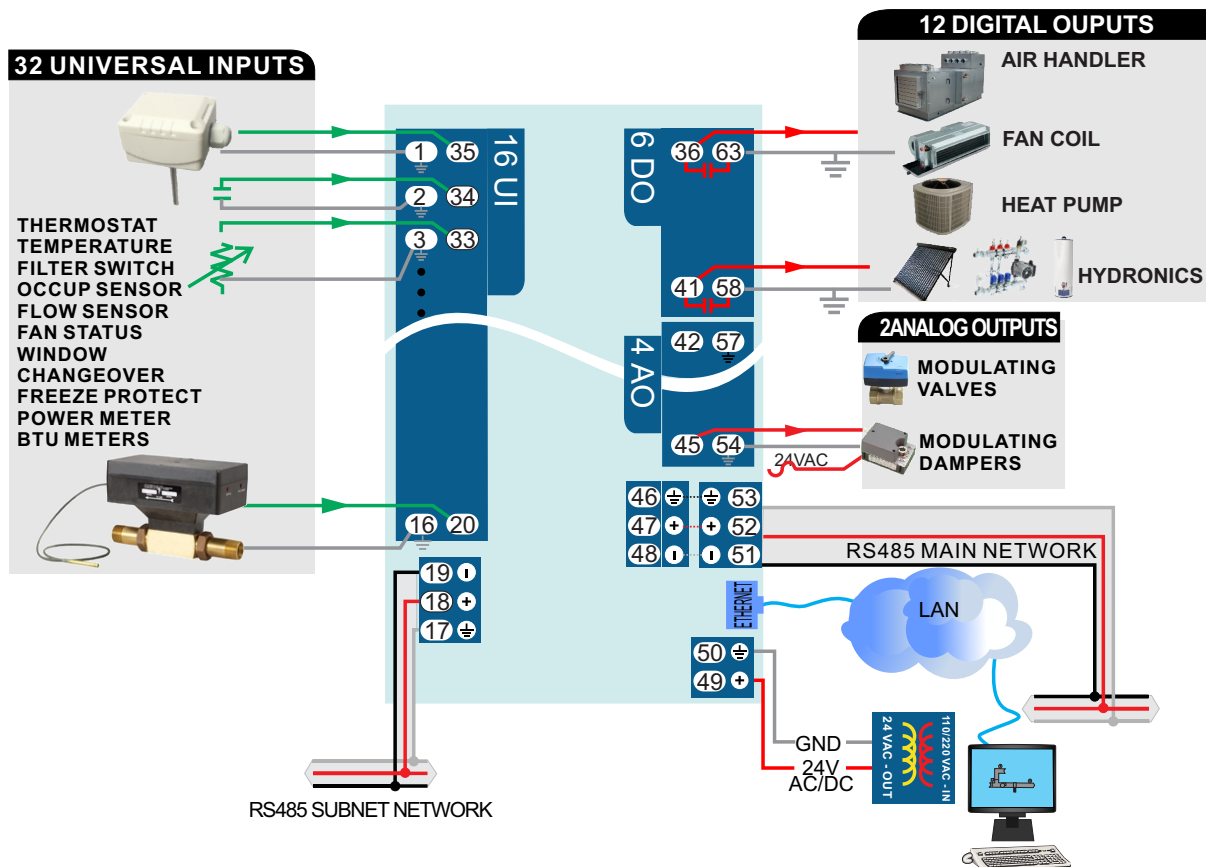 32 UNIVERSAL INPUTS
THERMOSTAT
TEMPERATURE
FILTER SWITCH
OCCUP SENSOR
FLOW SENSOR
FAN STATUS
WINDOW
CHANGEOVER
FREEZE PROTECT
POWER METER
BTU METERS
1 35
2 34
3 33
16 20
16 UI
19
18 +
17
RS485 SUBNET NETWORK
6 DO
36 63
41 58
4 AO
42 57
45 54
24VAC
46 53
47 + + 52
48 51
ETHERNET
50
49 +
12 DIGITAL OUPUTS
AIR HANDLER
FAN COIL
HEAT PUMP
HYDRONICS
2ANALOG OUTPUTS
MODULATING
VALVES
MODULATING
DAMPERS
RS485 MAIN NETWORK
LAN
GND
24V
AC/DC
24 VAC - OUT
110/220 VAC - IN